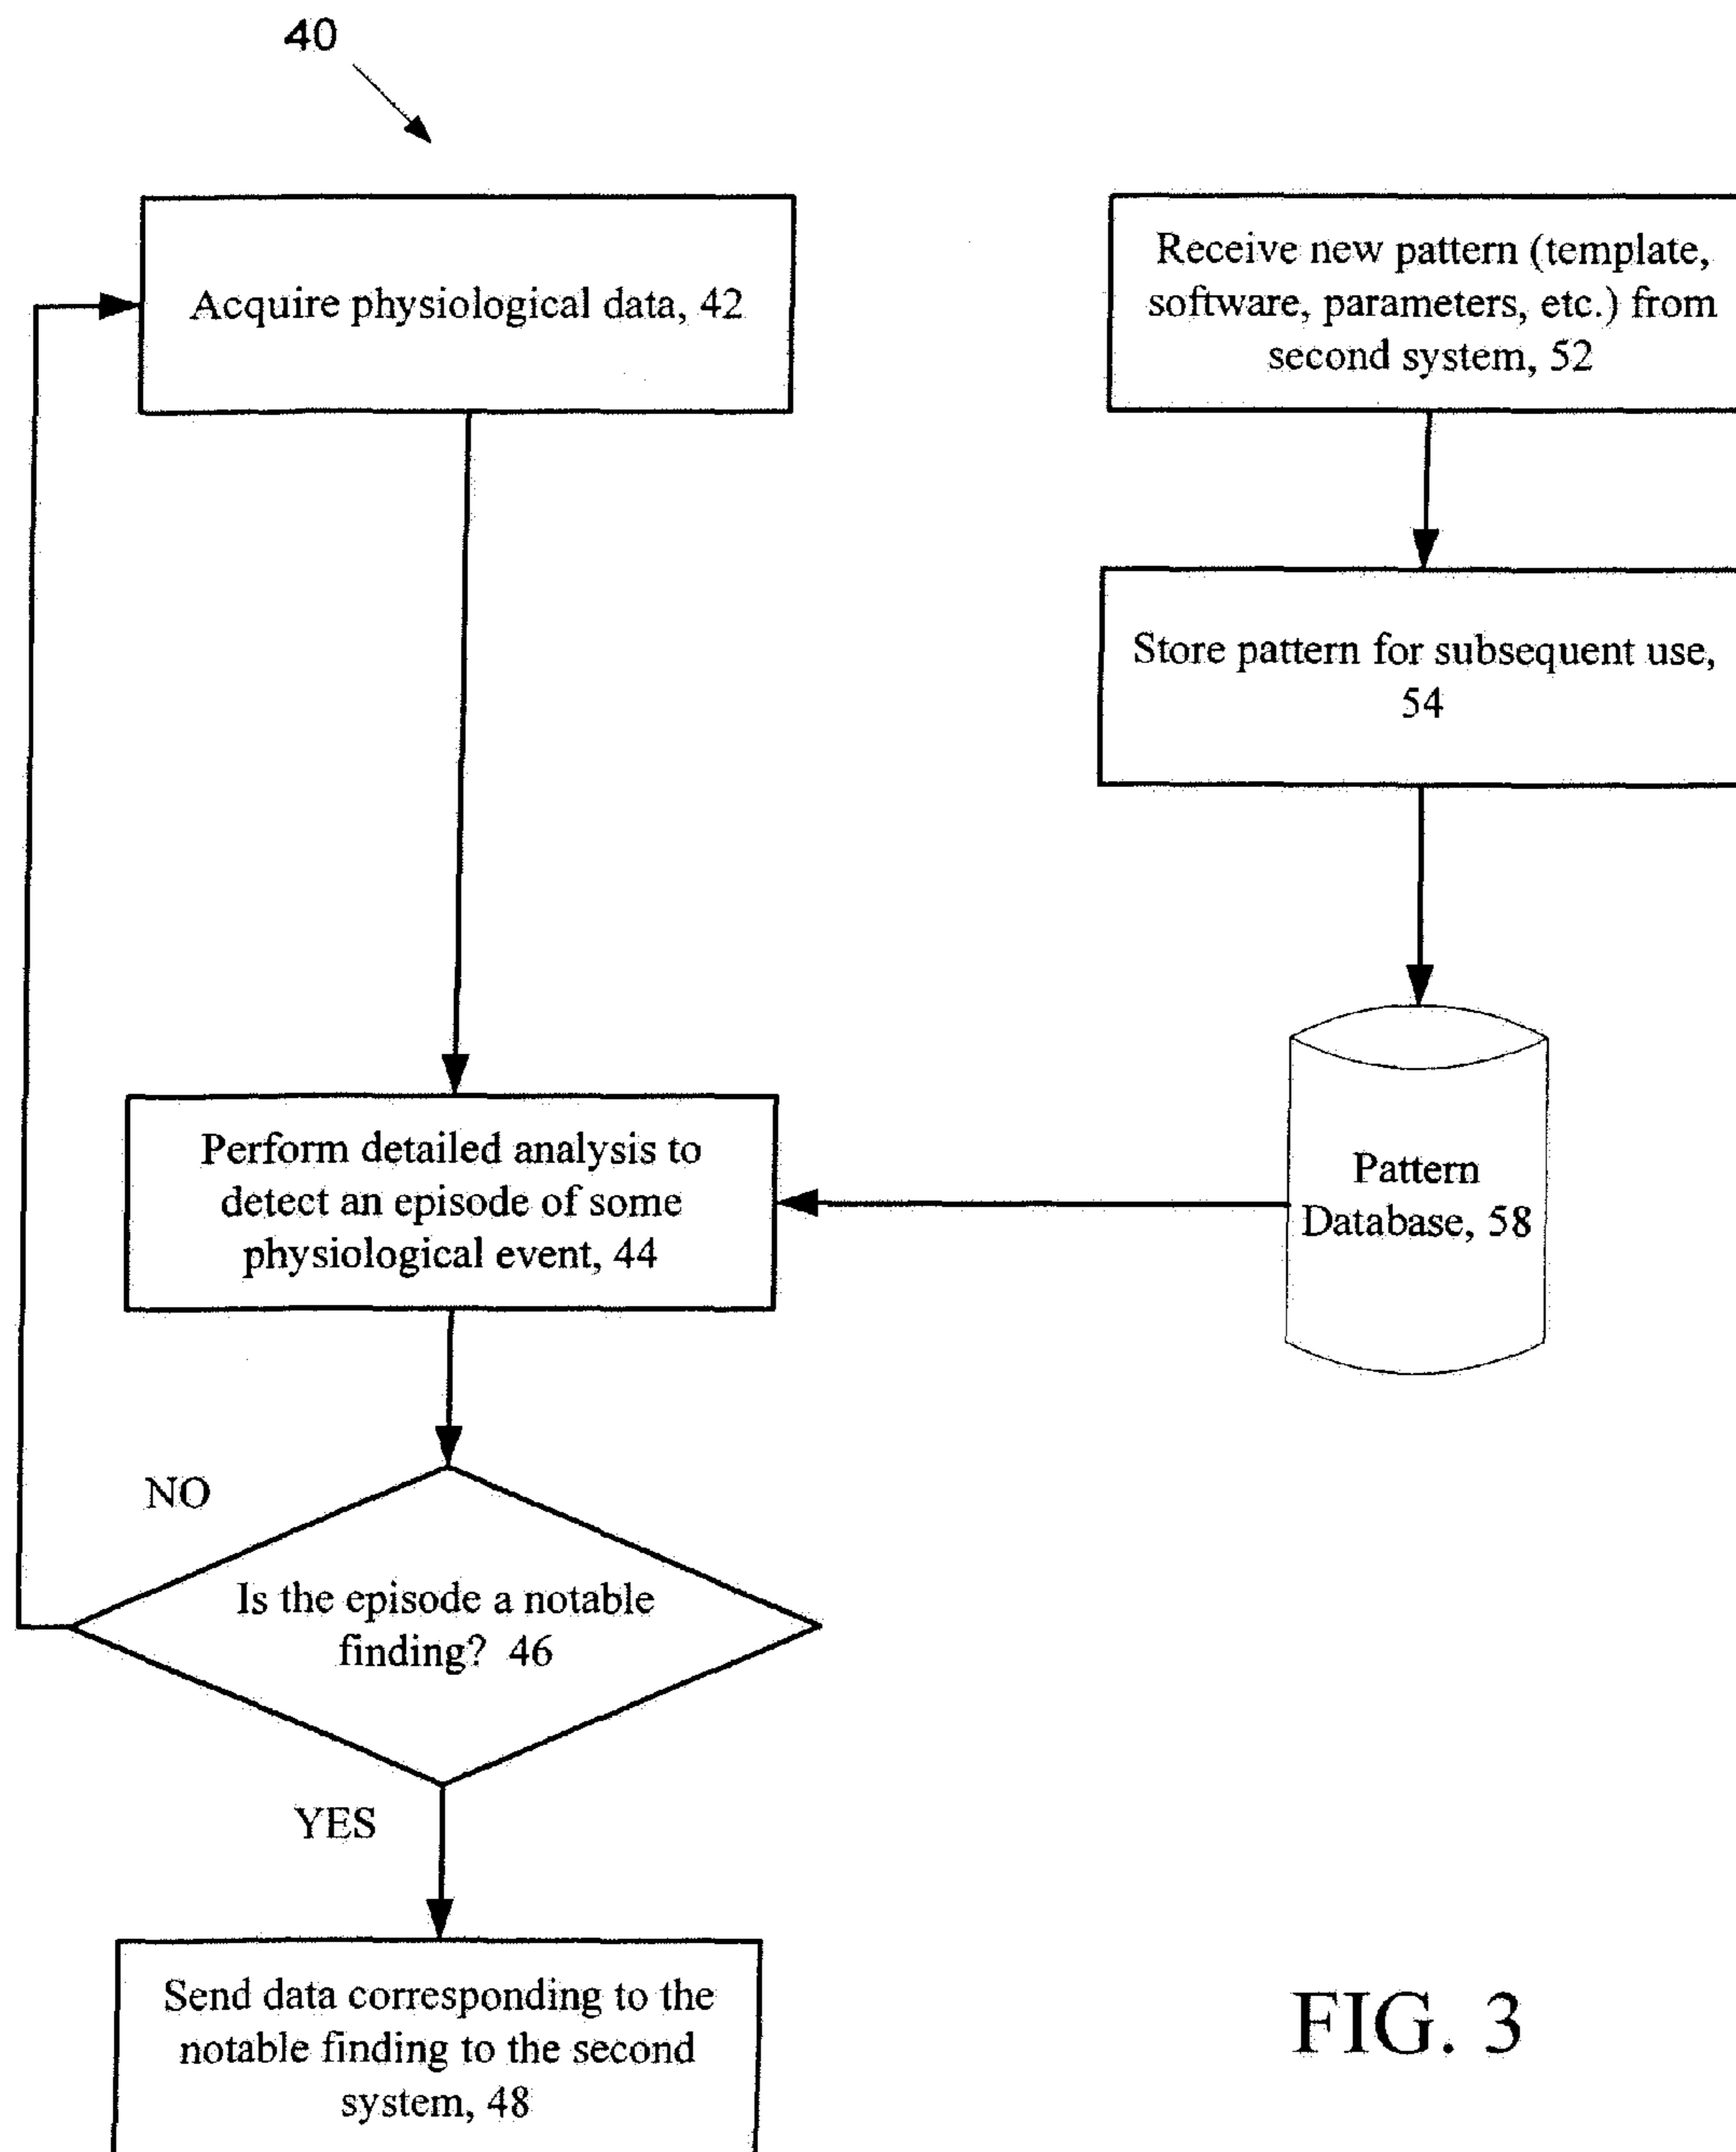 40
Acquire physiological data, 42
Receive new pattern (template,
software, parameters, etc.) from
second system, 52
Store pattern for subsequent use,
54
Perform detailed analysis to
detect an episode of some
physiological event, 44
Pattern
Database, 58
NO
Is the episode a notable
finding? 46
YES
Send data corresponding to the
notable finding to the second
system, 48
FIG. 3